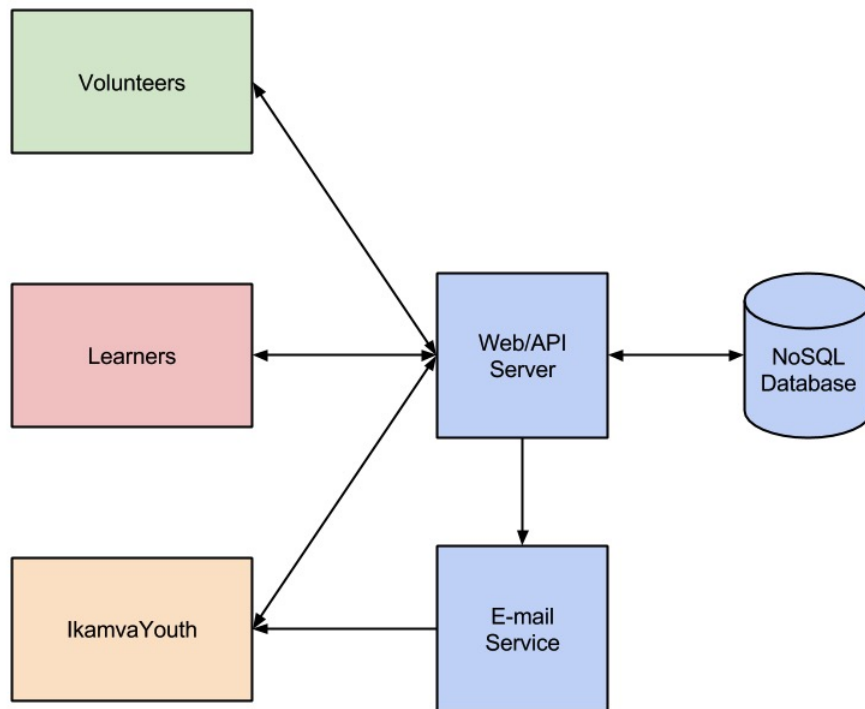 Volunteers
Learners
Web/API
Server
NoSQL
Database
IkamvaYouth
E-mail
Service